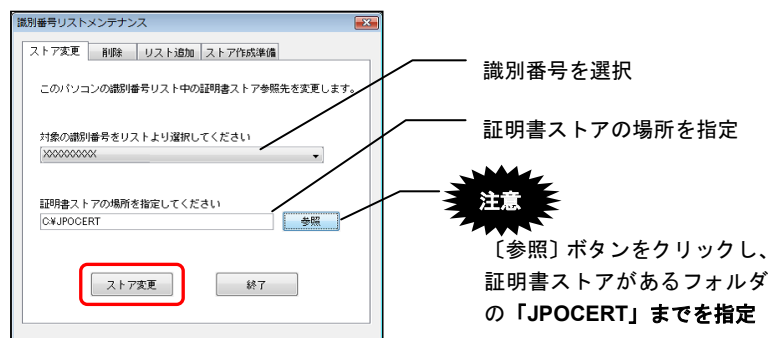 識別番号リストメンテナンス
ストア変更 削除 リスト追加 ストア作成準備
このパソコンの識別番号リスト中の証明書ストア参照先を変更します。
対象の識別番号をリストより選択してください
XXXXXXXXX
証明書ストアの場所を指定してください
C:¥JPOCERT
参照
ストア変更 終了
識別番号を選択
証明書ストアの場所を指定
注意
〔参照〕ボタンをクリックし、
証明書ストアがあるフォルダ
の「JPOCERT」までを指定